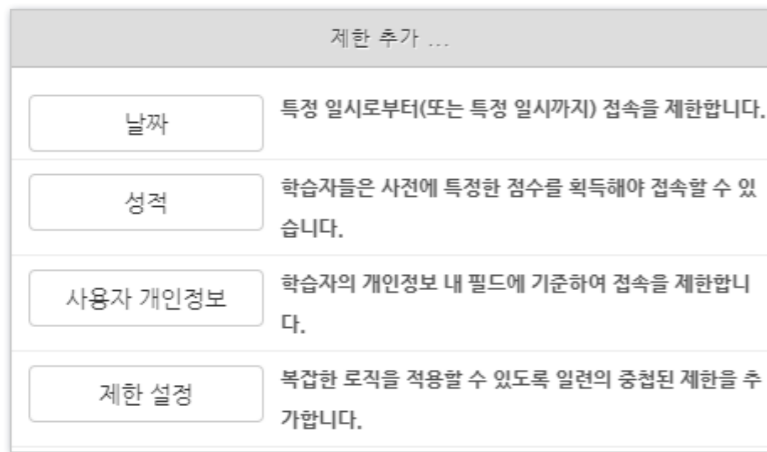 제한 추가 ...
날짜
특정 일시로부터(또는 특정 일시까지) 접속을 제한합니다.
성적
학습자들은 사전에 특정한 점수를 획득해야 접속할 수 있
습니다.
사용자 개인정보
학습자의 개인정보 내 필드에 기준하여 접속을 제한합니
다.
제한 설정
복잡한 로직을 적용할 수 있도록 일련의 중첩된 제한을 추
가합니다.